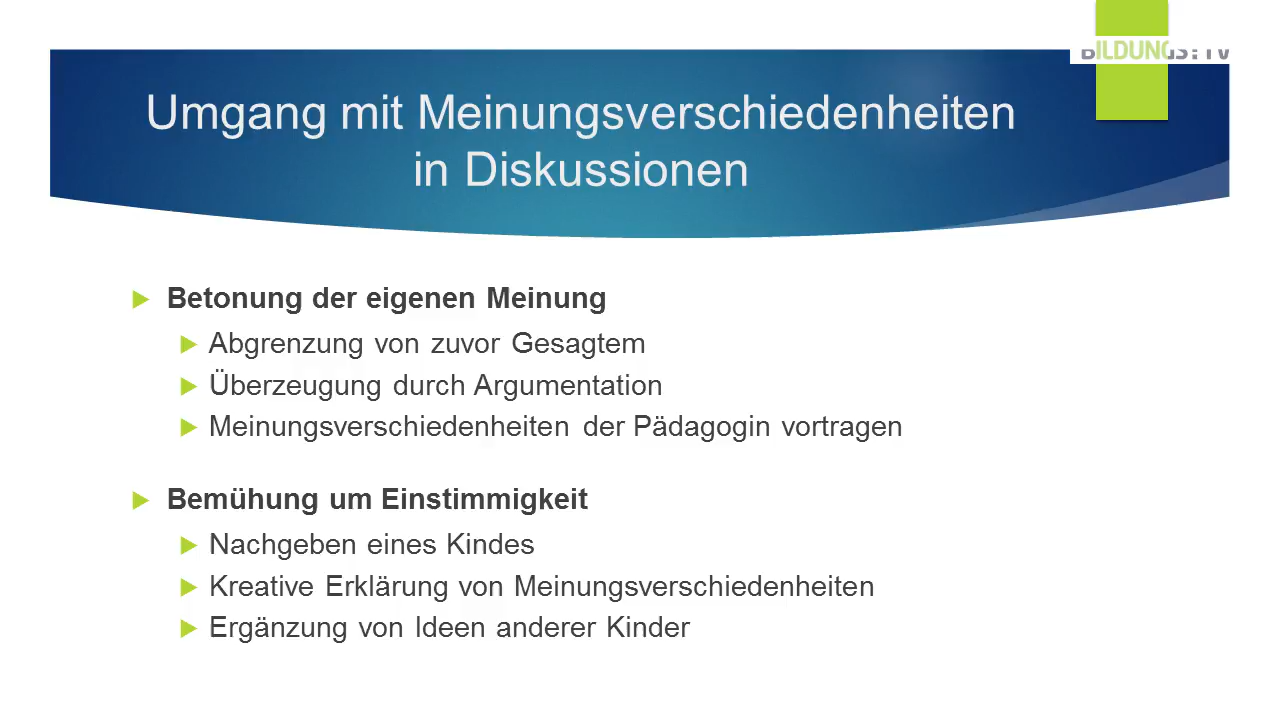 BILDUNGS:TV
Umgang mit Meinungsverschiedenheiten
in Diskussionen
Betonung der eigenen Meinung
Abgrenzung von zuvor Gesagtem
Überzeugung durch Argumentation
Meinungsverschiedenheiten der Pädagogin vortragen
Bemühung um Einstimmigkeit
Nachgeben eines Kindes
Kreative Erklärung von Meinungsverschiedenheiten
Ergänzung von Ideen anderer Kinder